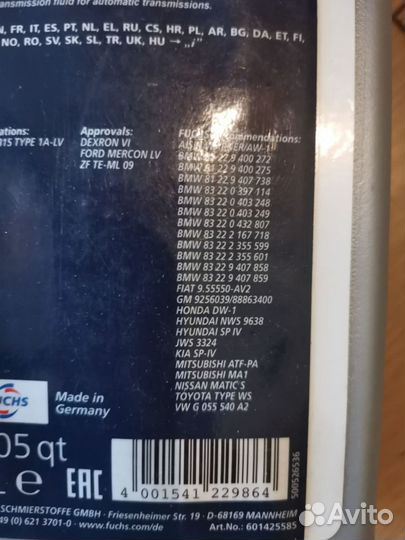 transmission fluid for automatic transmissions.
N, FR, IT, ES, PT, NL, EL, RU, CS, HR, PL, AR, BG, DA, ET, FI,
NO, RO, SV, SK, SL, TR, UK, HU → „i"
ations:
B15 TYPE 1A-LV
Approvals:
DEXRON VI
FORD MERCON LV
ZF TE-ML 09
BMW 83 22 9 400 272
BMW 83 22 9 400 275
BMW 83 22 9 407 738
BMW 83 22 0 397 114
BMW 83 22 0 403 248
BMW 83 22 0 403 249
BMW 83 22 0 432 807
BMW 83 22 2 167 718
BMW 83 22 2 355 599
BMW 83 22 2 355 601
BMW 83 22 9 407 858
BMW 83 22 9 407 859
FIAT 9.55550-AV2
GM 9256039/88863400
HONDA DW-1
HYUNDAI NWS 9638
HYUNDAI SP IV
JWS 3324
KIA SP-IV
MITSUBISHI ATF-PA
MITSUBISHI MA1
NISSAN MATIC S
TOYOTA TYPE WS
VW G 055 540 A2
UCHS
Made in
Germany
05 qt
e EAC
4 001541 229864
500526536
SCHMIERSTOFFE GMBH · Friesenheimer Str. 19 · D-68169 MANNHEIM
49 (0) 621 3701-0 · www.fuchs.com/de
Art.No.: 601425585
Avito